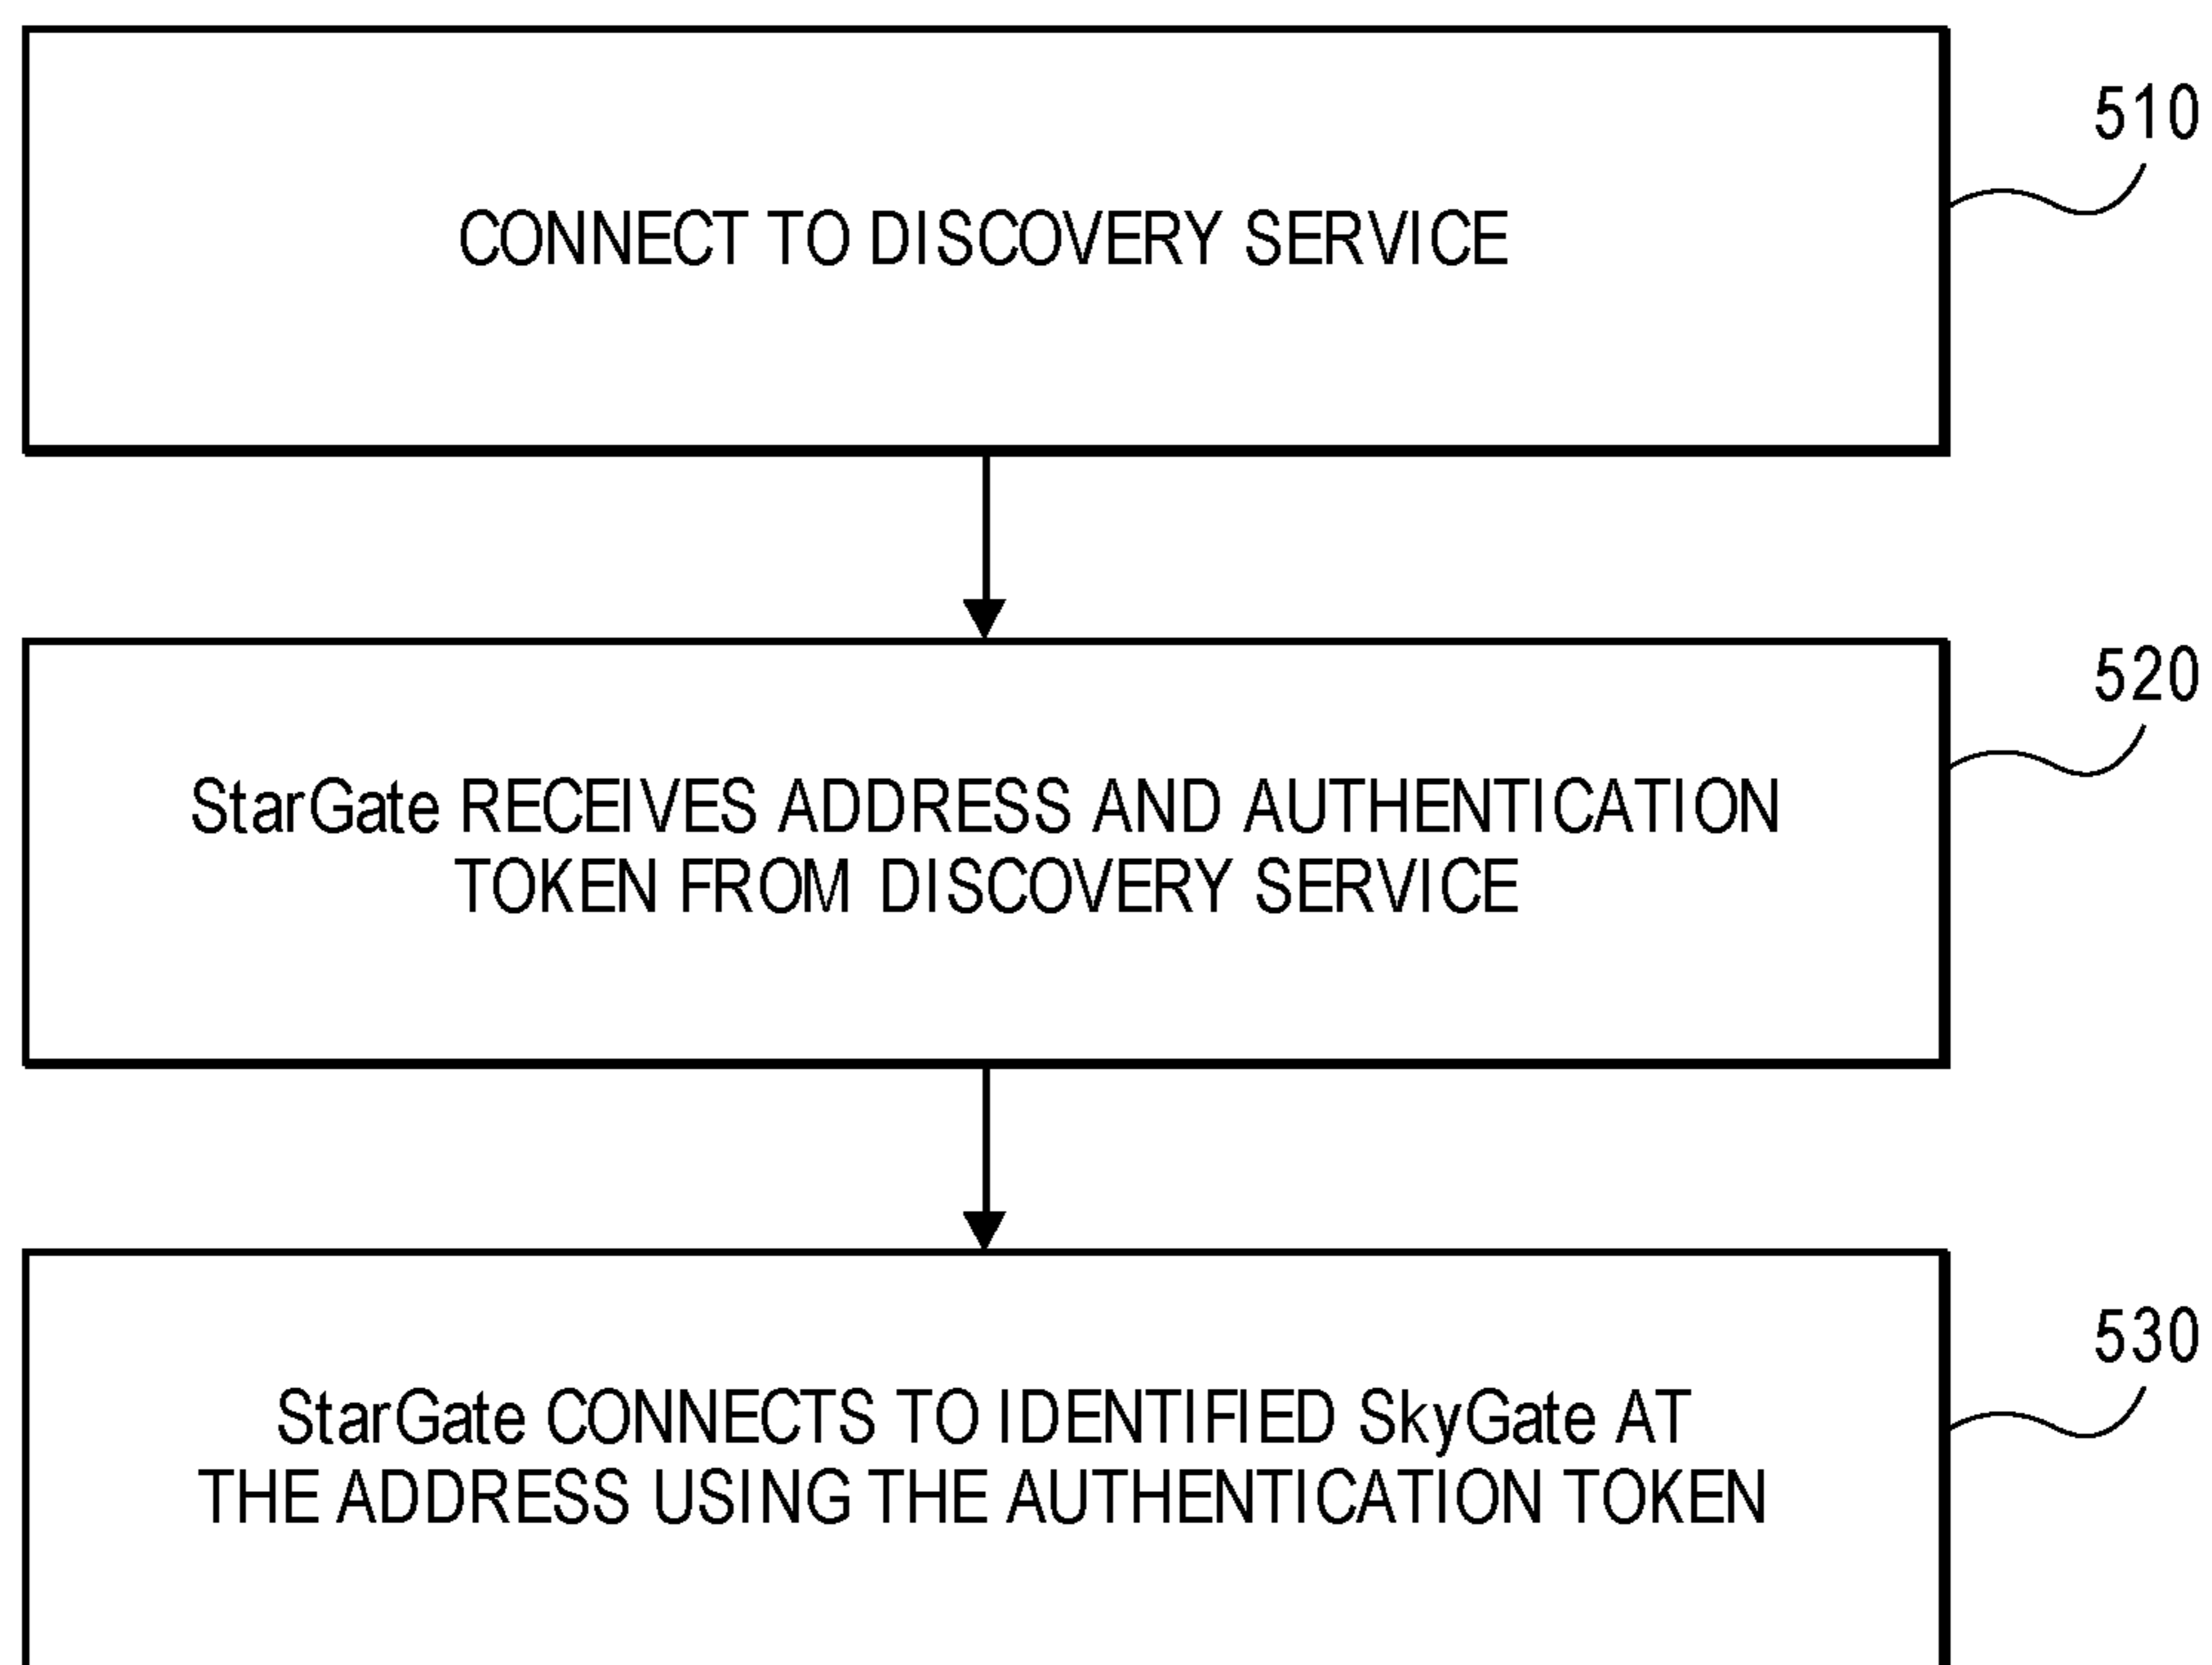 510
CONNECT TO DISCOVERY SERVICE
520
StarGate RECEIVES ADDRESS AND AUTHENTICATION
TOKEN FROM DISCOVERY SERVICE
530
StarGate CONNECTS TO IDENTIFIED SkyGate AT
THE ADDRESS USING THE AUTHENTICATION TOKEN